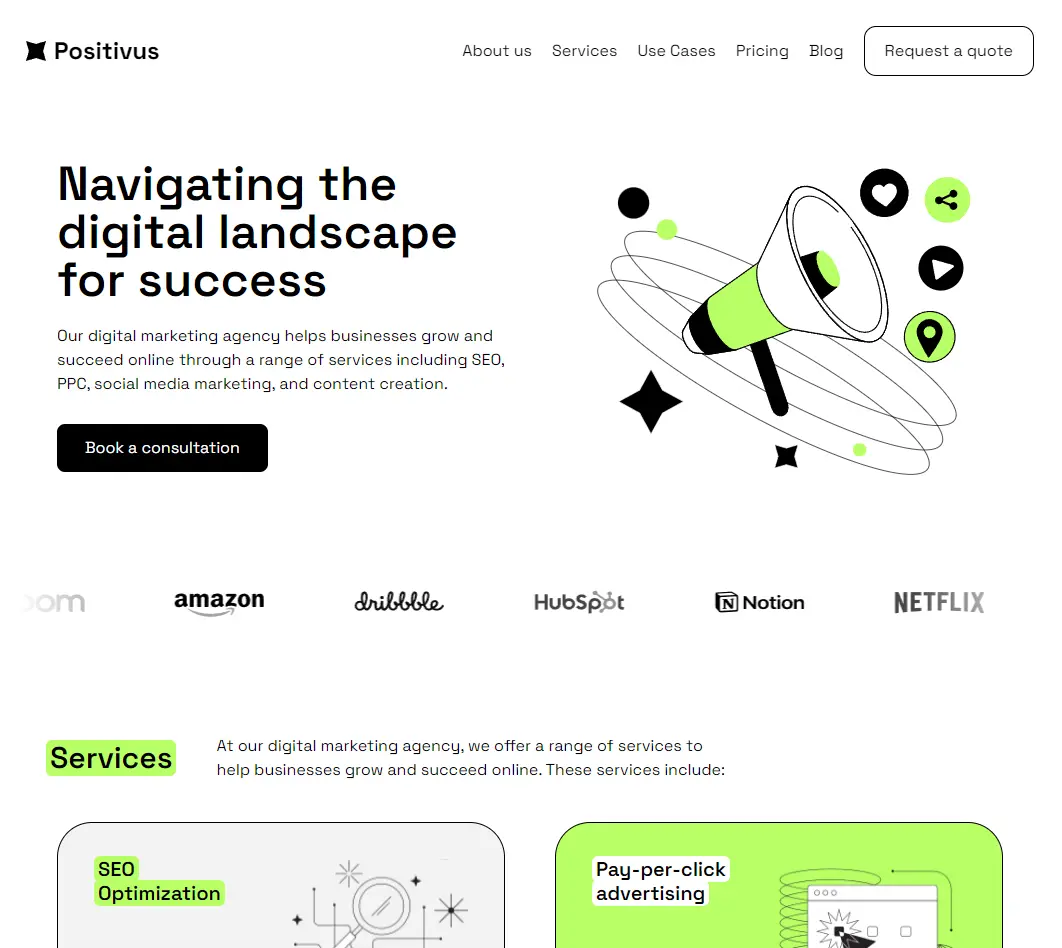 Positivus
About us Services Use Cases Pricing Blog Request a quote
Navigating the
digital landscape
for success
Our digital marketing agency helps businesses grow and
succeed online through a range of services including SEO,
PPC, social media marketing, and content creation.
Book a consultation
amazon dribbble HubSpot Notion NETFLIX
Services
At our digital marketing agency, we offer a range of services to
help businesses grow and succeed online. These services include:
SEO
Optimization
Pay-per-click
advertising